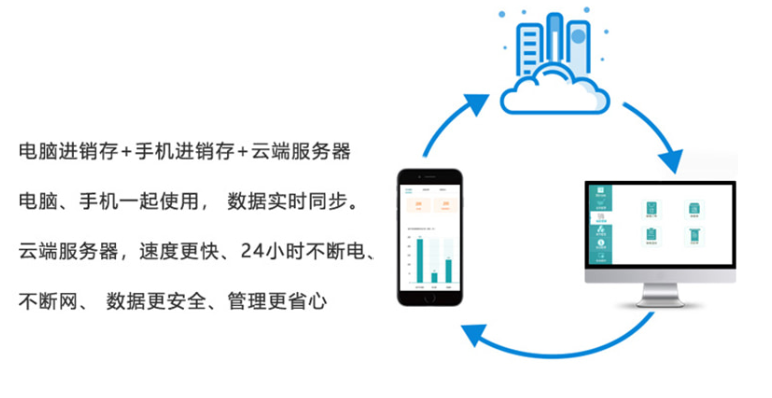 电脑进销存+手机进销存+云端服务器
电脑、手机一起使用， 数据实时同步。
云端服务器，速度更快、24小时不断电、
不断网、 数据更安全、管理更省心